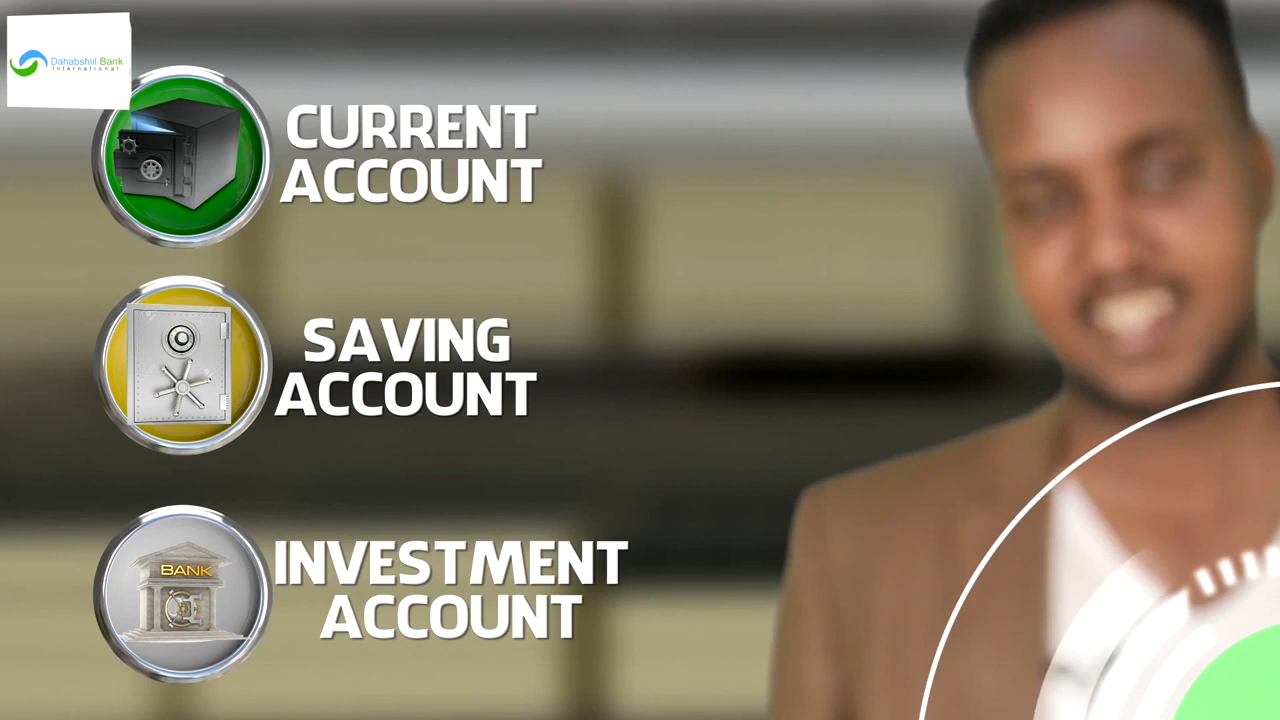 Dahabshiil Bank
International
CURRENT
ACCOUNT
SAVING
ACCOUNT
BANK
INVESTMENT
ACCOUNT